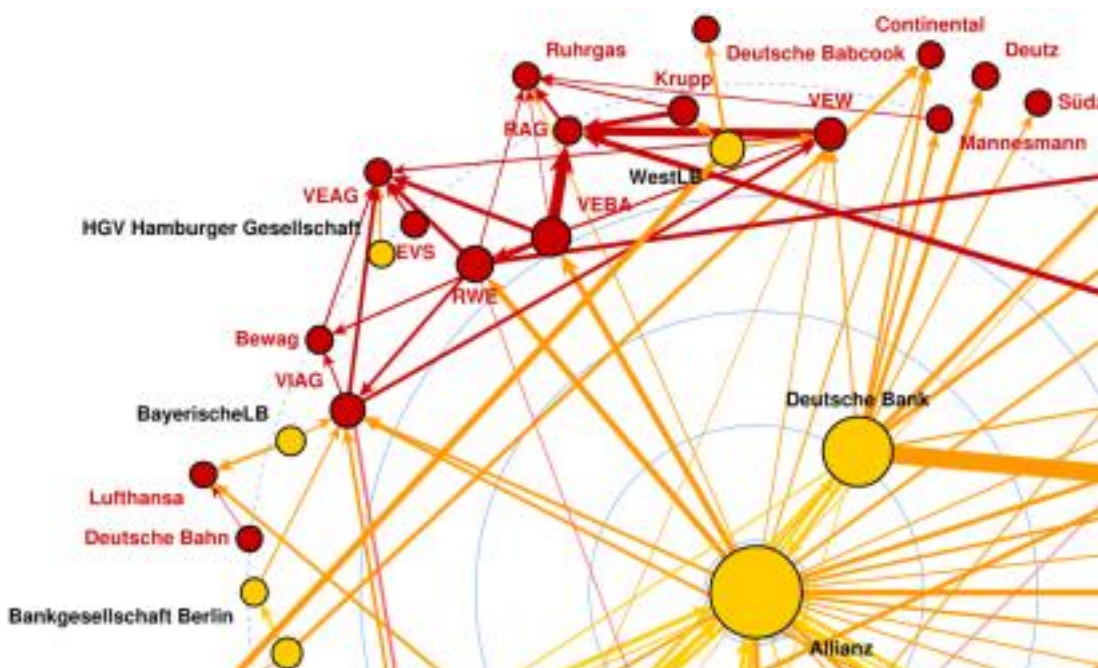 Continental
Ruhrgas
Deutsche Babcook
Deutz
Krupp
VEW
RAG
Mannesmann
WestLB
VEAG
VEBA
HGV Hamburger Gesellschaft
EVS
RWE
Bewag
VIAG
Deutsche Bank
BayerischeLB
Lufthansa
Deutsche Bahn
Bankgesellschaft Berlin
Allianz